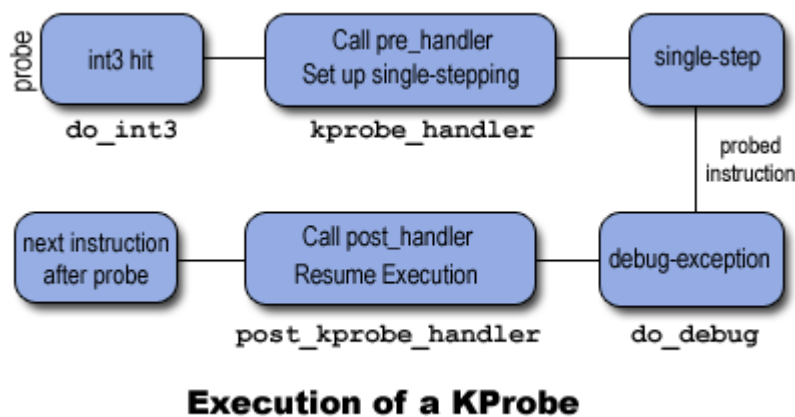 probe
int3 hit
do_int3
Call pre_handler
Set up single-stepping
kprobe_handler
single-step
probed
instruction
debug-exception
do_debug
Call post_handler
Resume Execution
post_kprobe_handler
next instruction
after probe
Execution of a KProbe